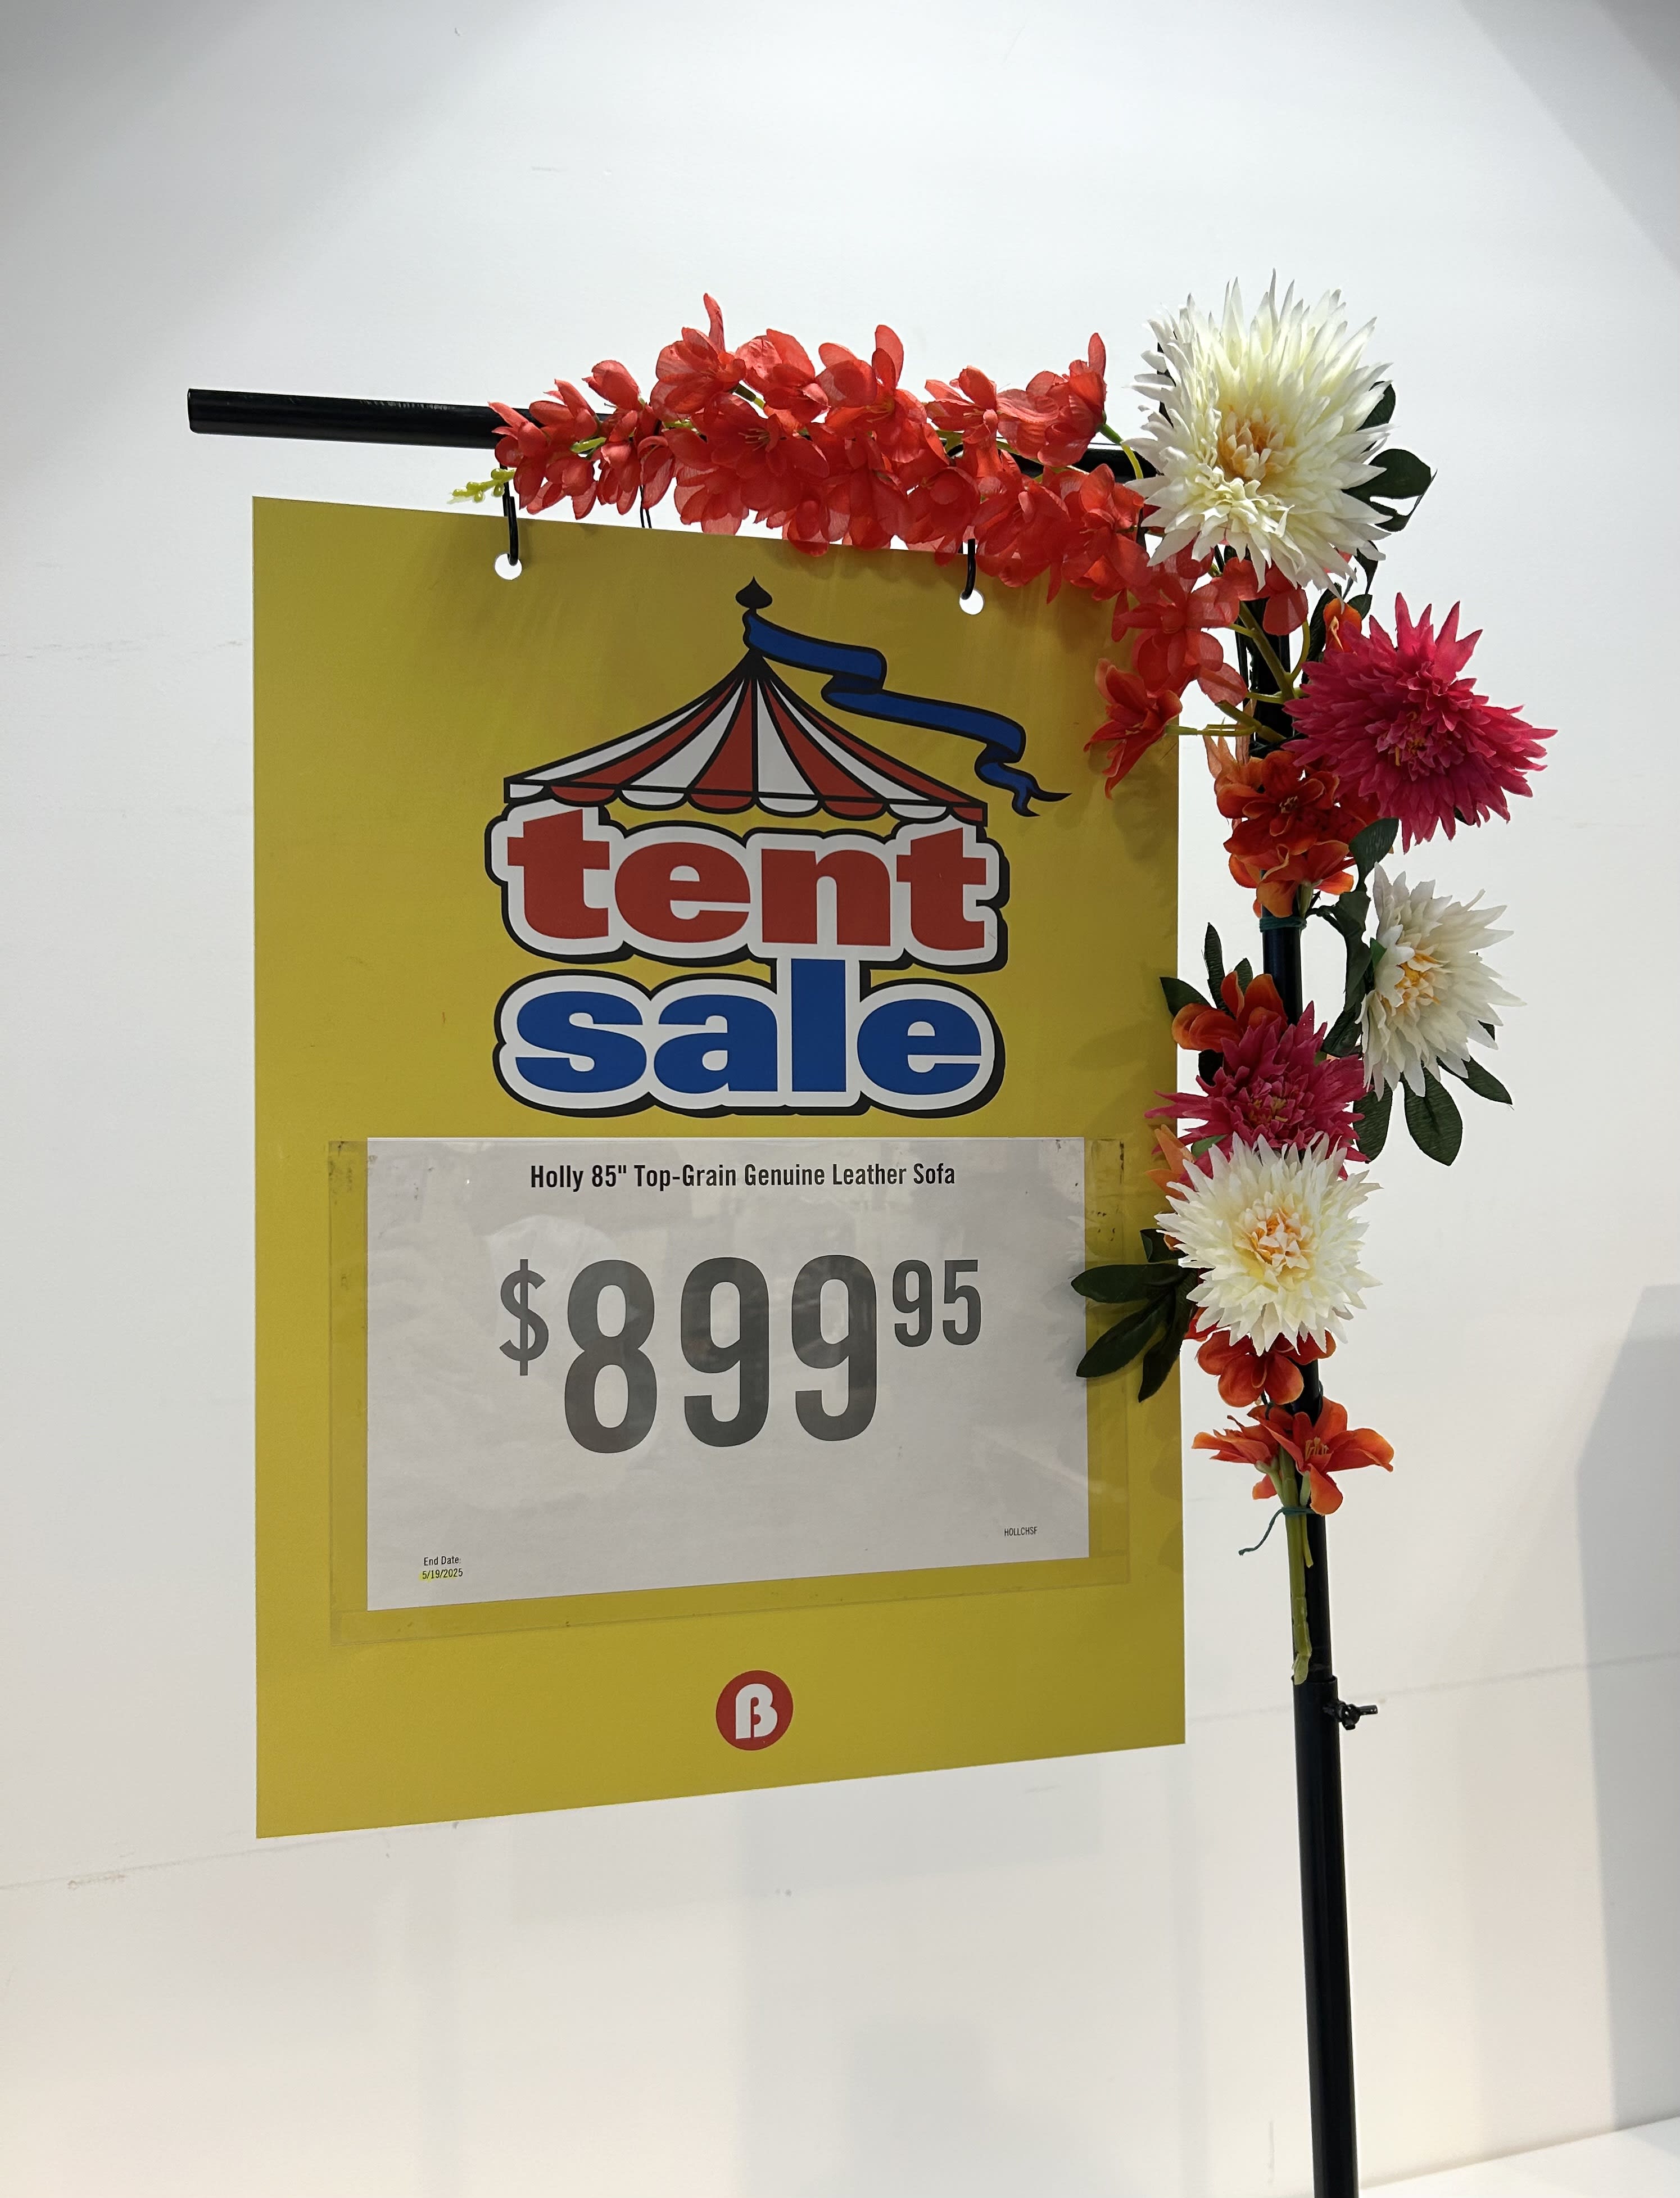 tent
sale
Holly 85" Top-Grain Genuine Leather Sofa
$899 95
HOLLCHSF
End Date:
5/19/2025
B